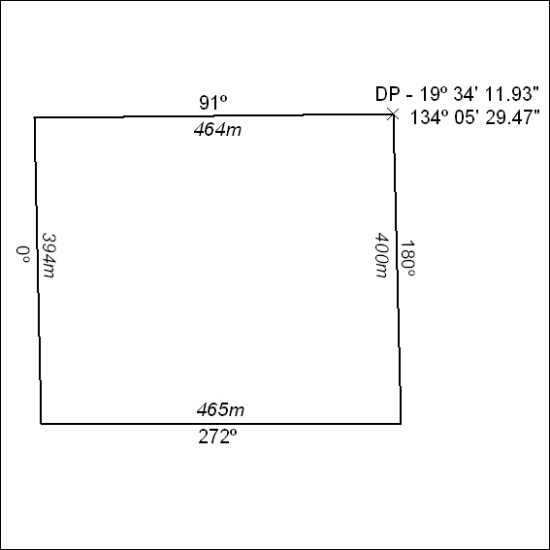 DP - 19º 34' 11.93"
134º 05' 29.47"
91º
464m
0º
394m
400m
180º
465m
272º